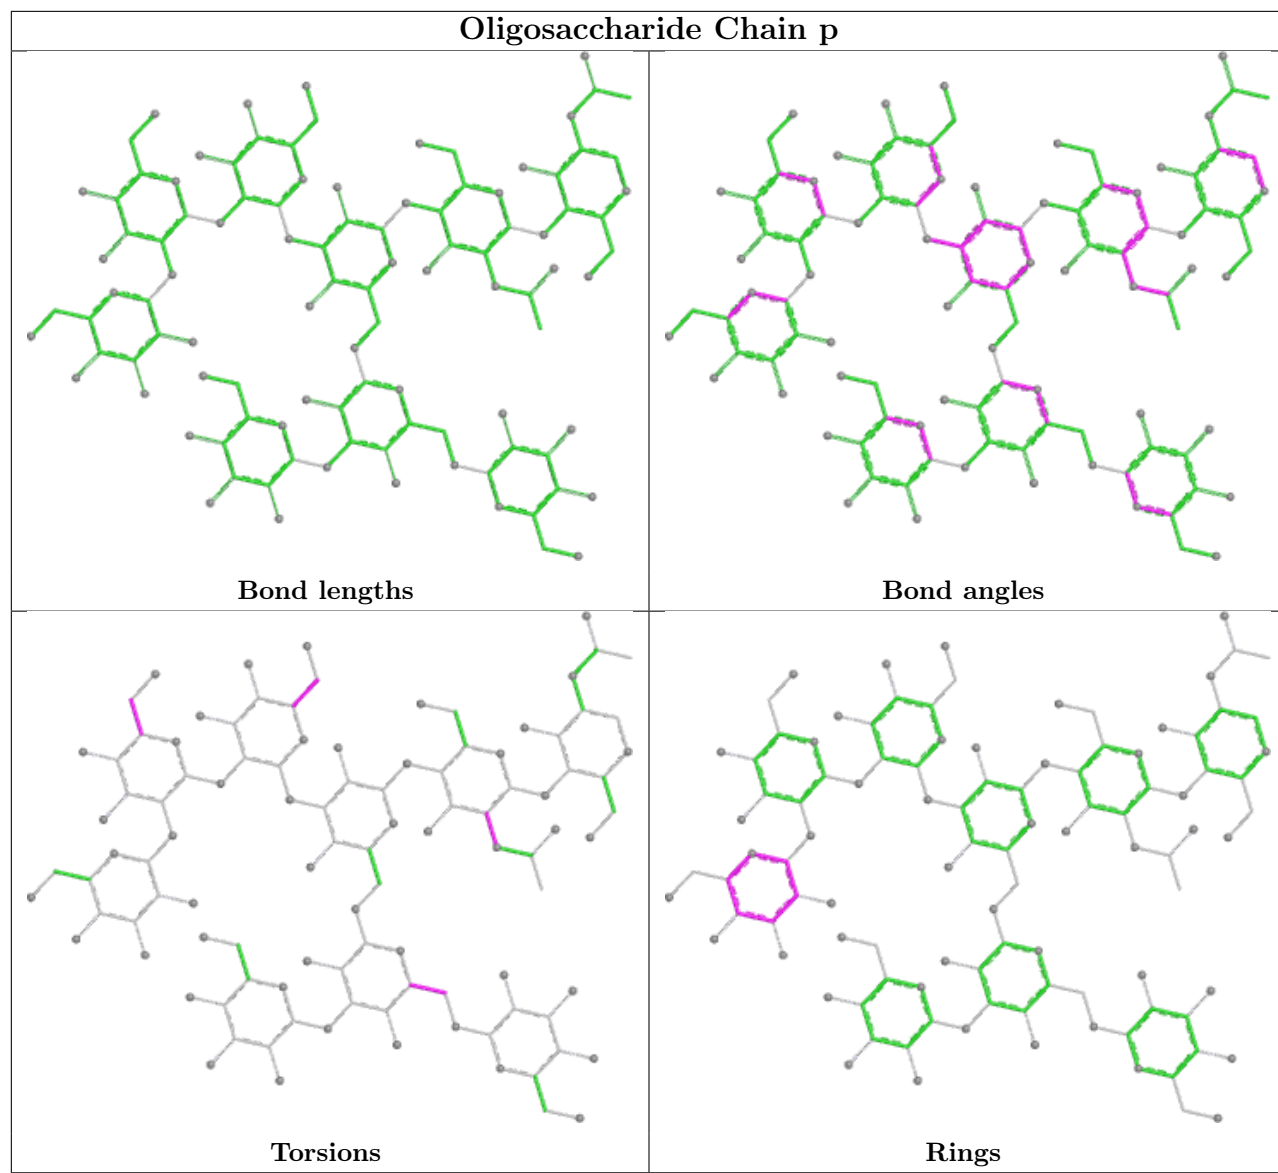 Oligosaccharide Chain p
Bond lengths
Bond angles
Torsions
Rings